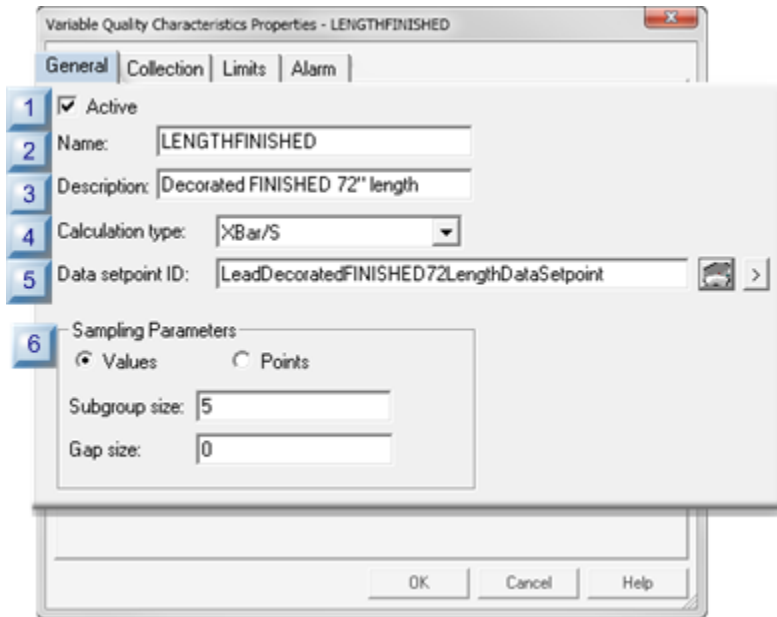 Variable Quality Characteristics Properties - LENGTHFINISHED
General Collection Limits Alarm
1 Active
2 Name: LENGTHFINISHED
3 Description: Decorated FINISHED 72" length
4 Calculation type: XBar/S
5 Data setpoint ID: LeadDecoratedFINISHED72LengthDataSetpoint >
6 Sampling Parameters
Values Points
Subgroup size: 5
Gap size: 0
OK Cancel Help